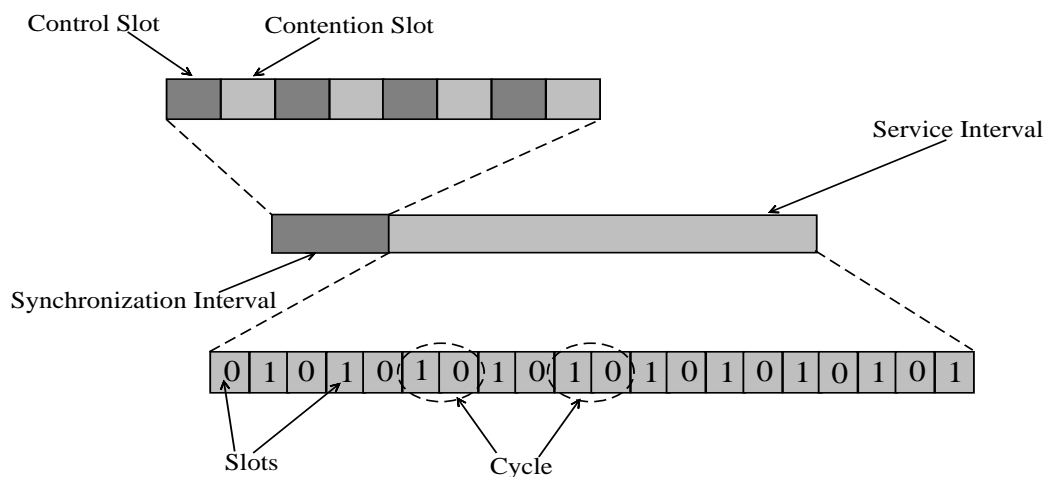 Control Slot
Contention Slot
Service Interval
Synchronization Interval
0 1 0 1 0 1 0 1 0 1 0 1 0 1 0 1 0 1 0 1
Slots
Cycle